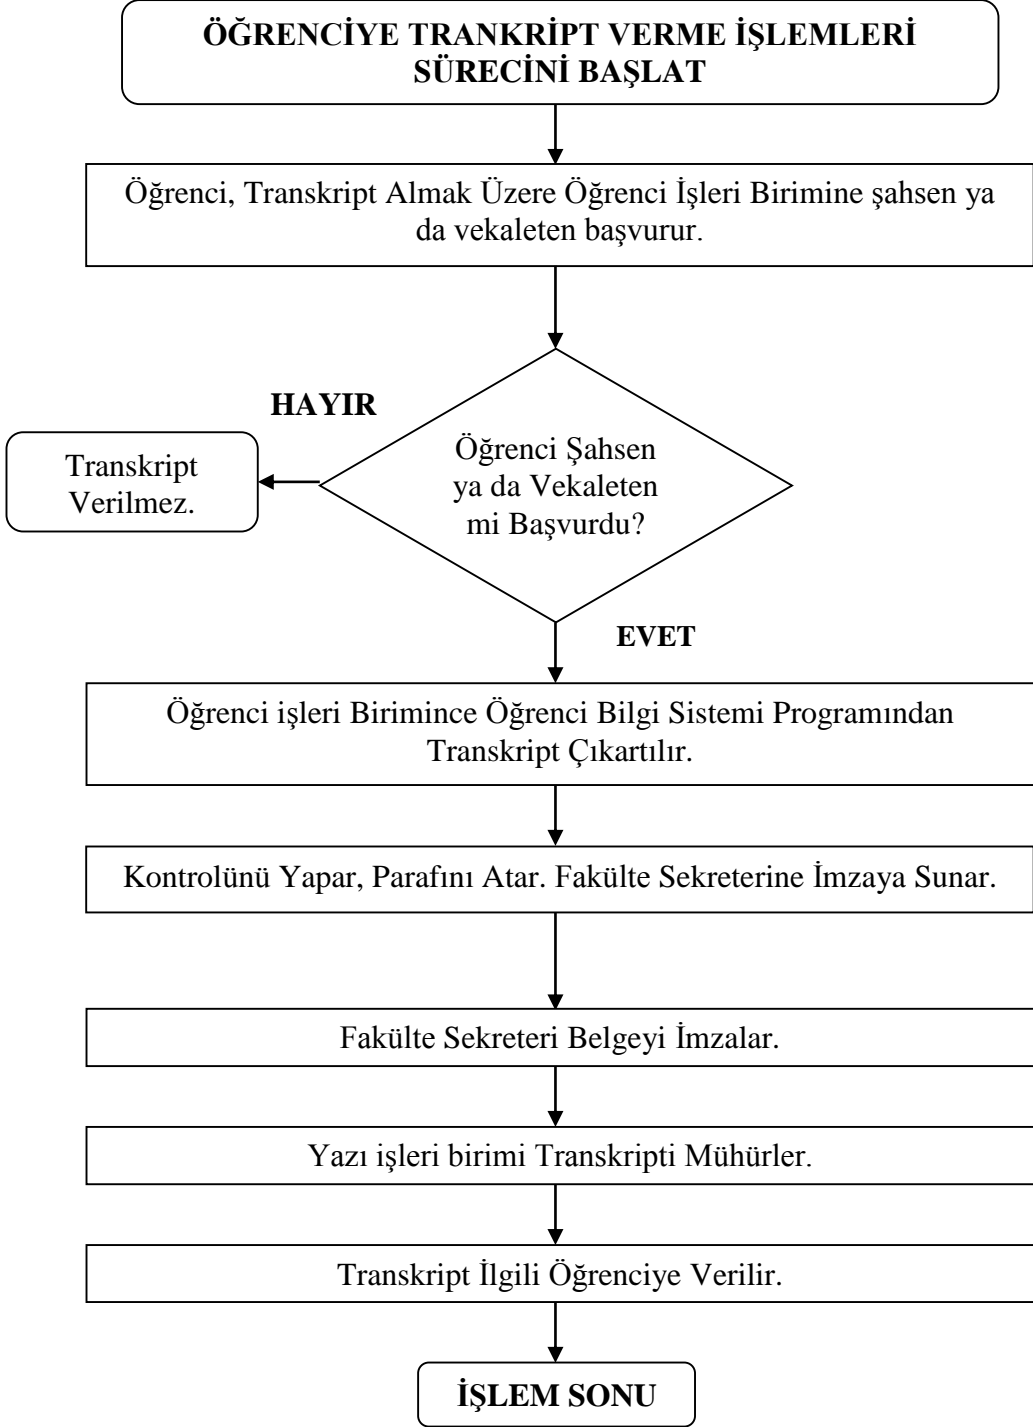 ÖĞRENCİYE TRANKRİPT VERME İŞLEMLERİ
SÜRECİNİ BAŞLAT
Öğrenci, Transkript Almak Üzere Öğrenci İşleri Birimine şahsen ya
da vekaleten başvurur.
HAYIR
Transkript
Verilmez.
Öğrenci Şahsen
ya da Vekaleten
mi Başvurdu?
EVET
Öğrenci işleri Birimince Öğrenci Bilgi Sistemi Programından
Transkript Çıkartılır.
Kontrolünü Yapar, Parafını Atar. Fakülte Sekreterine İmzaya Sunar.
Fakülte Sekreteri Belgeyi İmzalar.
Yazı işleri birimi Transkripti Mühürler.
Transkript İlgili Öğrenciye Verilir.
İŞLEM SONU